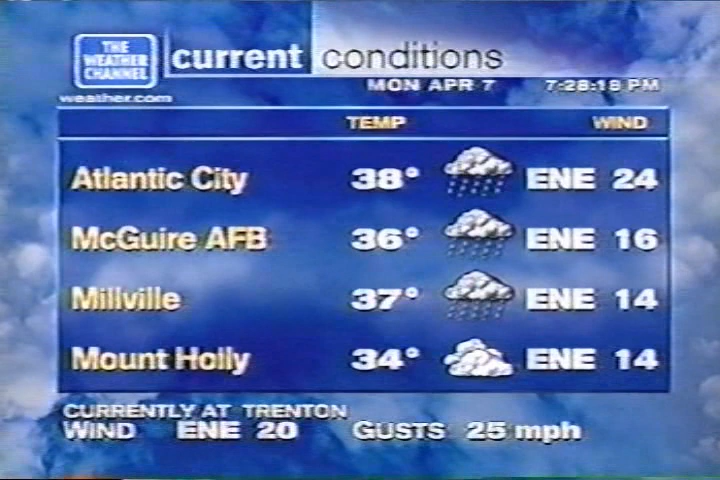 THE
WEATHER
CHANNEL
current conditions
weather.com
MON APR 7 7:28:18 PM
TEMP WIND
Atlantic City 38° ENE 24
McGuire AFB 36° ENE 16
Millville 37° ENE 14
Mount Holly 34° ENE 14
CURRENTLY AT TRENTON
WIND ENE 20 GUSTS 25 mph